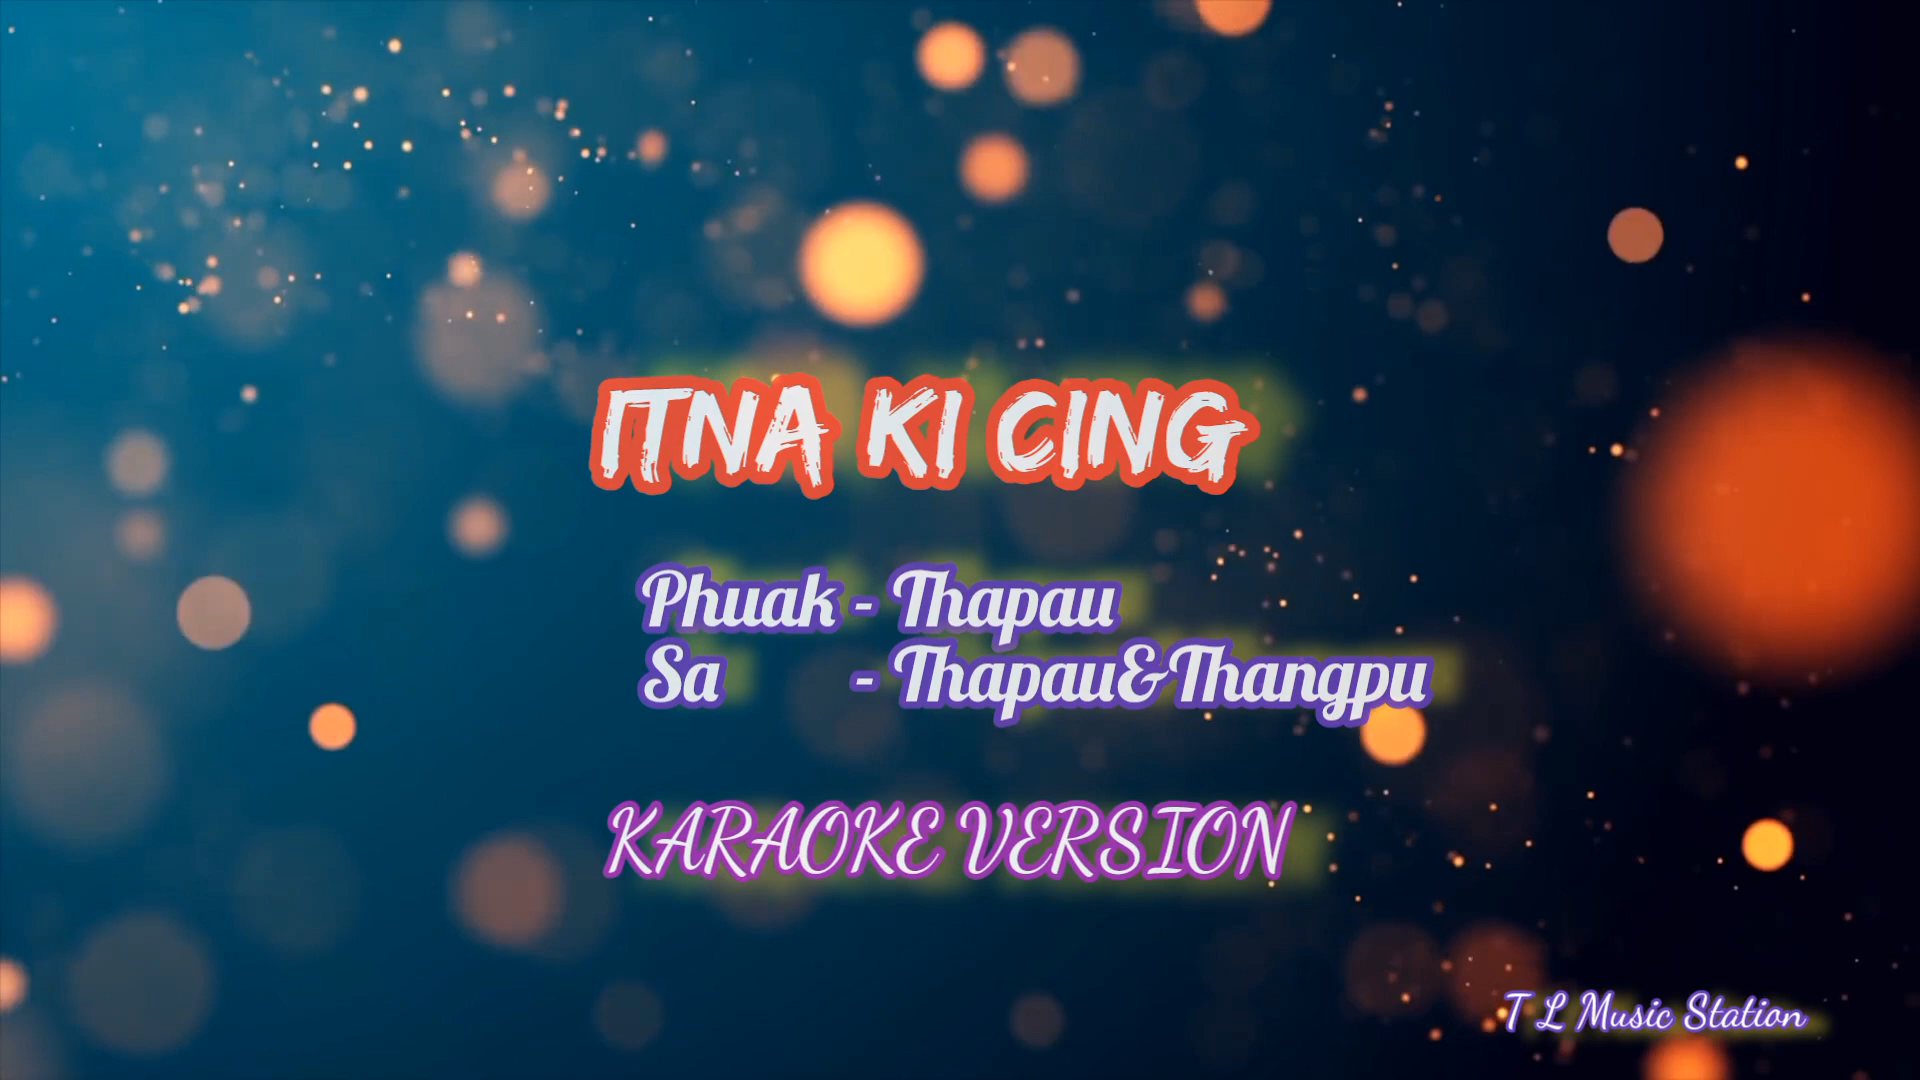 ITNA KI CING
Phuak - Thapau
Sa - Thapau&Thangpu
KARAOKE VERSION
T L Music Station